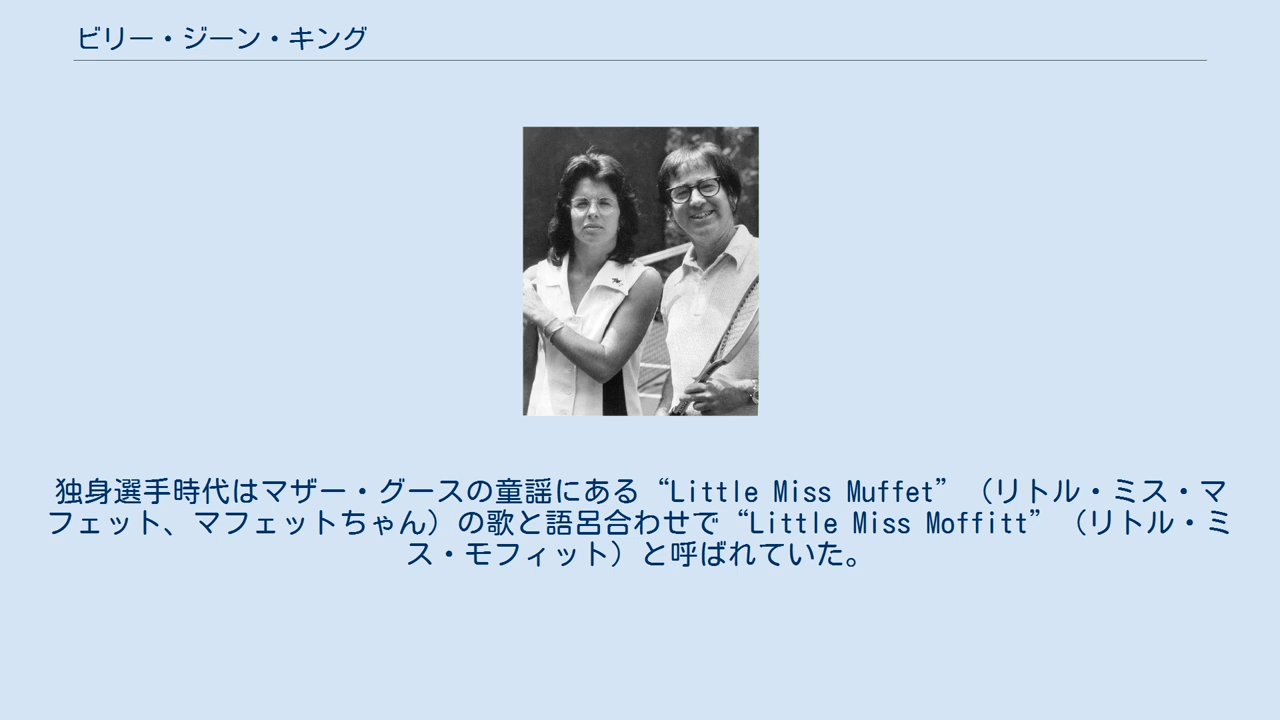 ビリー・ジーン・キング
独身選手時代はマザー・グースの童謡にある“Little Miss Muffet”（リトル・ミス・マ
フェット、マフェットちゃん）の歌と語呂合わせで“Little Miss Moffitt”（リトル・ミ
ス・モフィット）と呼ばれていた。